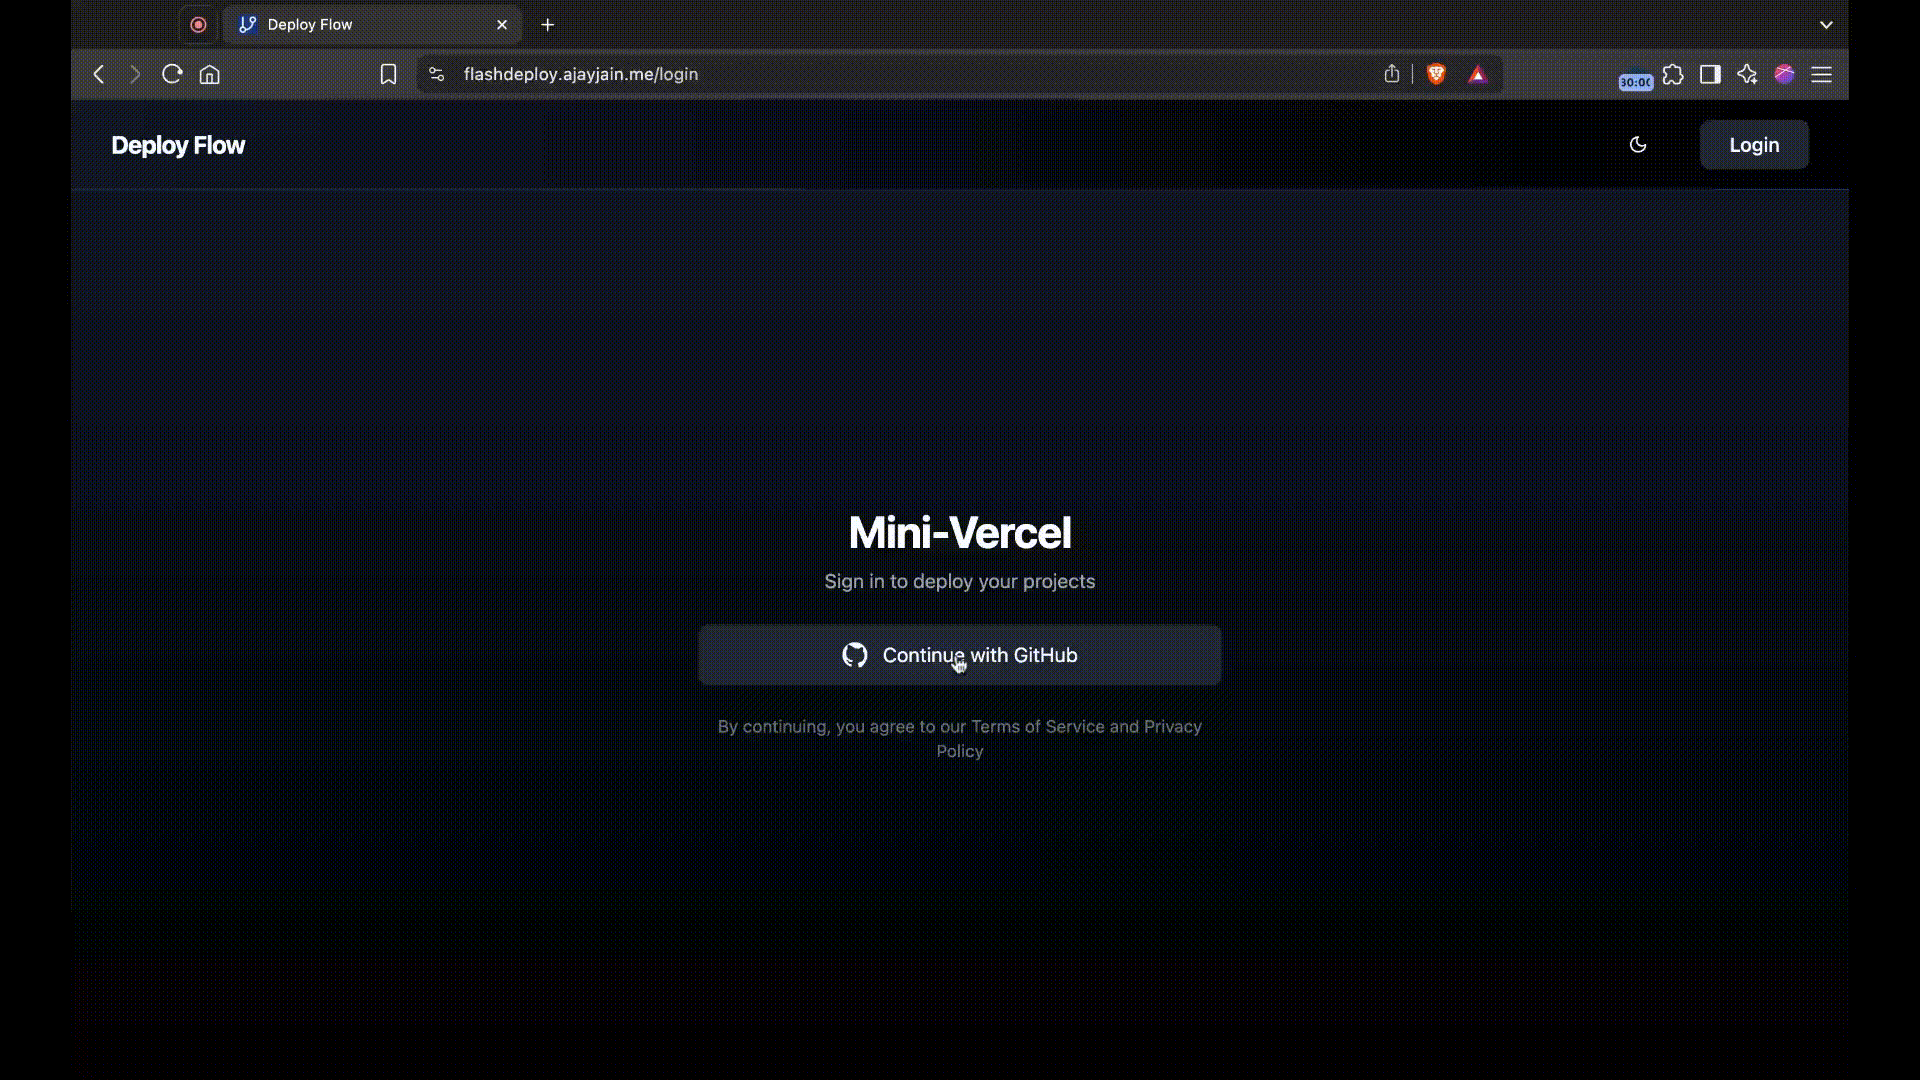 Deploy Flow
flashdeploy.ajayjain.me/login
30:00
Deploy Flow
Login
Mini-Vercel
Sign in to deploy your projects
Continue with GitHub
By continuing, you agree to our Terms of Service and Privacy
Policy